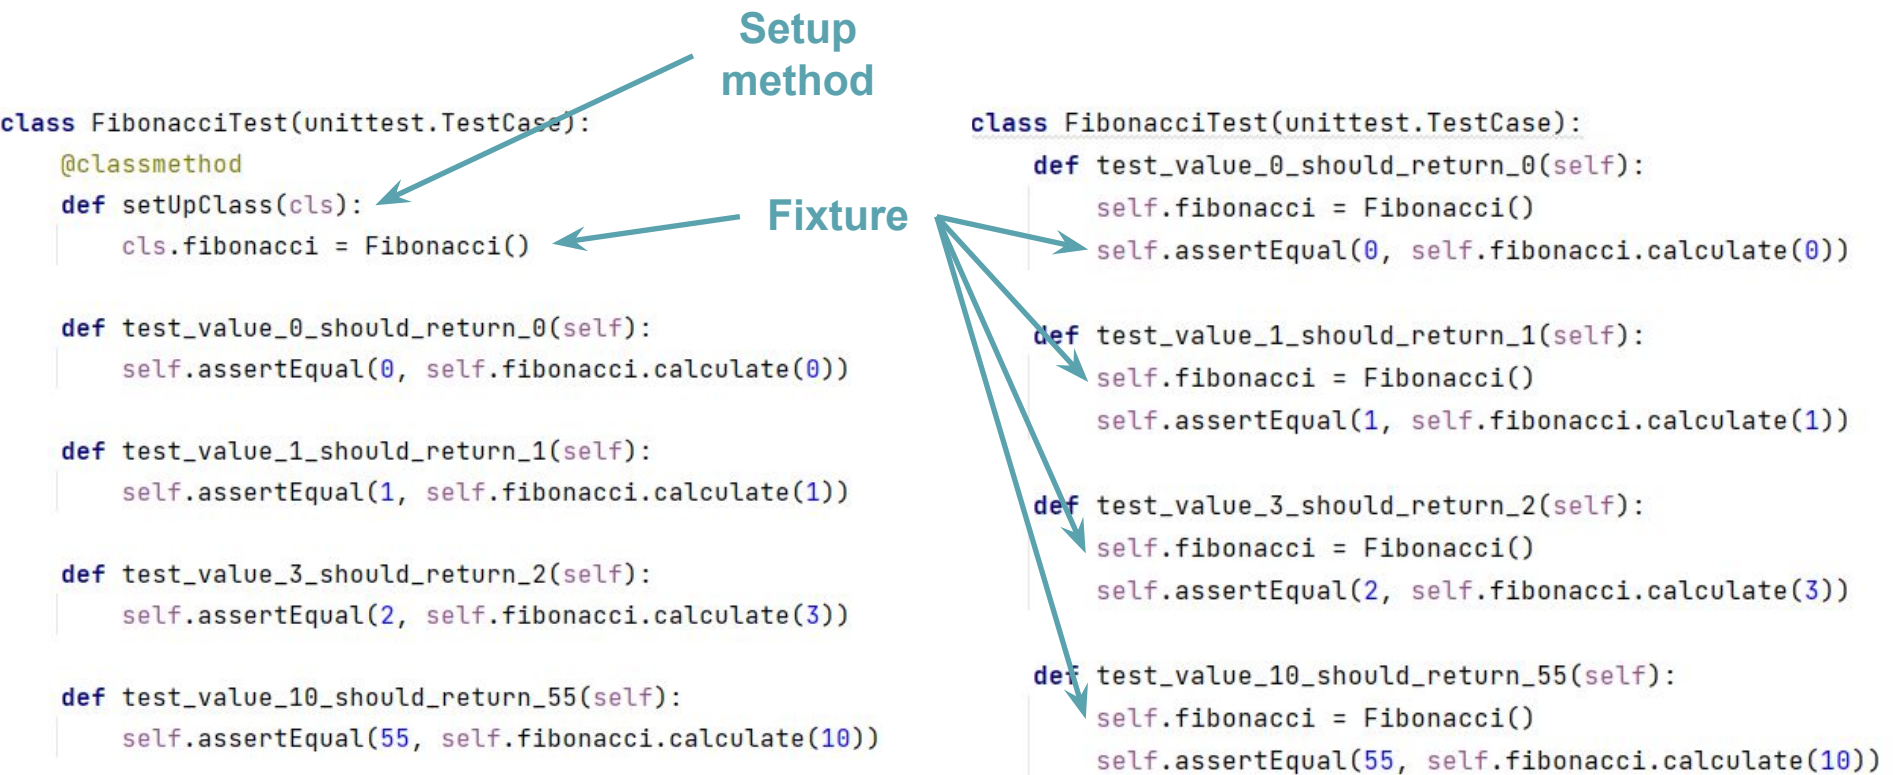 Setup
method
Fixture
class FibonacciTest(unittest.TestCase):
    @classmethod
    def setUpClass(cls):
        cls.fibonacci = Fibonacci()
    def test_value_0_should_return_0(self):
        self.assertEqual(0, self.fibonacci.calculate(0))
    def test_value_1_should_return_1(self):
        self.assertEqual(1, self.fibonacci.calculate(1))
    def test_value_3_should_return_2(self):
        self.assertEqual(2, self.fibonacci.calculate(3))
    def test_value_10_should_return_55(self):
        self.assertEqual(55, self.fibonacci.calculate(10))
class FibonacciTest(unittest.TestCase):
    def test_value_0_should_return_0(self):
        self.fibonacci = Fibonacci()
        self.assertEqual(0, self.fibonacci.calculate(0))
    def test_value_1_should_return_1(self):
        self.fibonacci = Fibonacci()
        self.assertEqual(1, self.fibonacci.calculate(1))
    def test_value_3_should_return_2(self):
        self.fibonacci = Fibonacci()
        self.assertEqual(2, self.fibonacci.calculate(3))
    def test_value_10_should_return_55(self):
        self.fibonacci = Fibonacci()
        self.assertEqual(55, self.fibonacci.calculate(10))